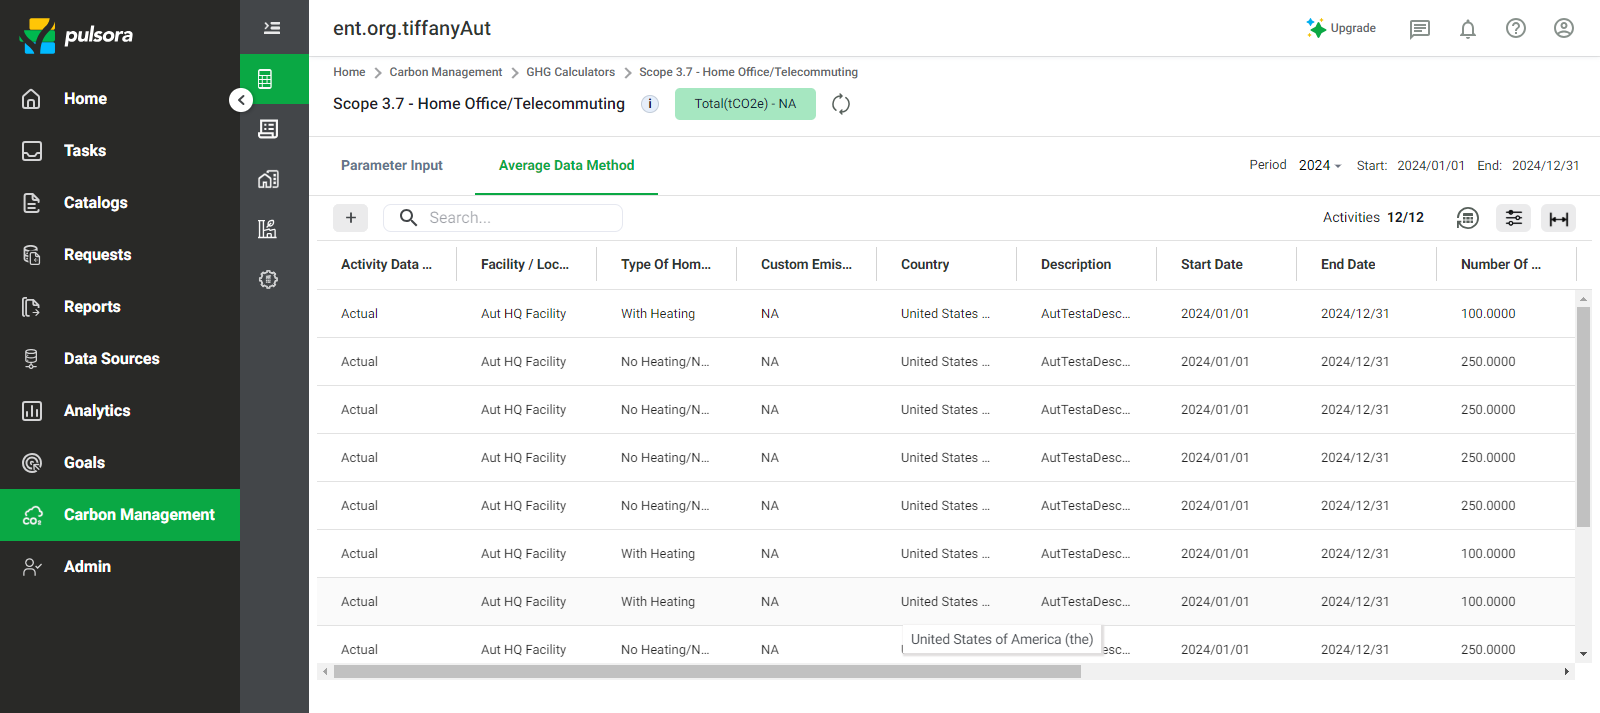 pulsora
Home
Tasks
Catalogs
Requests
Reports
Data Sources
Analytics
Goals
Carbon Management
Admin
ent.org.tiffanyAut
Upgrade
Home > Carbon Management > GHG Calculators > Scope 3.7 - Home Office/Telecommuting
Scope 3.7 - Home Office/Telecommuting i Total(tCO2e) - NA
Parameter Input Average Data Method Period 2024 Start: 2024/01/01 End: 2024/12/31
+ Search... Activities 12/12
Activity Data ... Facility / Loc... Type Of Hom... Custom Emis... Country Description Start Date End Date Number Of ...
Actual Aut HQ Facility With Heating NA United States ... AutTestaDesc... 2024/01/01 2024/12/31 100.0000
Actual Aut HQ Facility No Heating/N... NA United States ... AutTestaDesc... 2024/01/01 2024/12/31 250.0000
Actual Aut HQ Facility No Heating/N... NA United States ... AutTestaDesc... 2024/01/01 2024/12/31 250.0000
Actual Aut HQ Facility No Heating/N... NA United States ... AutTestaDesc... 2024/01/01 2024/12/31 250.0000
Actual Aut HQ Facility No Heating/N... NA United States ... AutTestaDesc... 2024/01/01 2024/12/31 250.0000
Actual Aut HQ Facility With Heating NA United States ... AutTestaDesc... 2024/01/01 2024/12/31 100.0000
Actual Aut HQ Facility With Heating NA United States ... AutTestaDesc... 2024/01/01 2024/12/31 100.0000
United States of America (the)
Actual Aut HQ Facility No Heating/N... NA esc... 2024/01/01 2024/12/31 250.0000